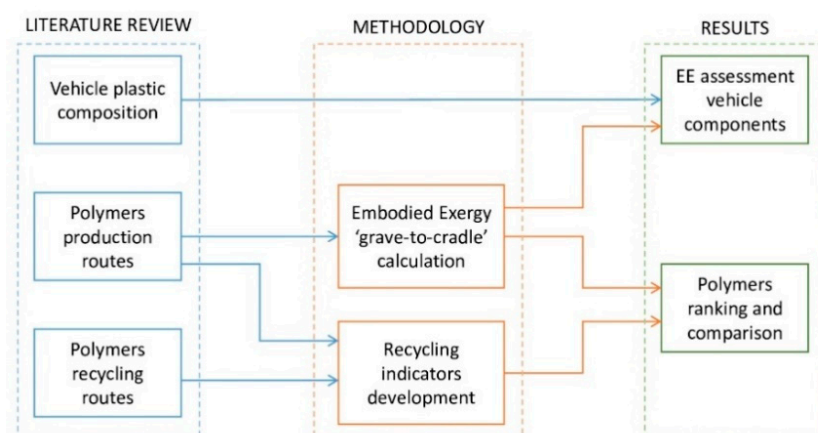 LITERATURE REVIEW
METHODOLOGY
RESULTS
Vehicle plastic
composition
EE assessment
vehicle
components
Polymers
production
routes
Embodied Exergy
‘grave-to-cradle’
calculation
Polymers
ranking and
comparison
Polymers
recycling
routes
Recycling
indicators
development